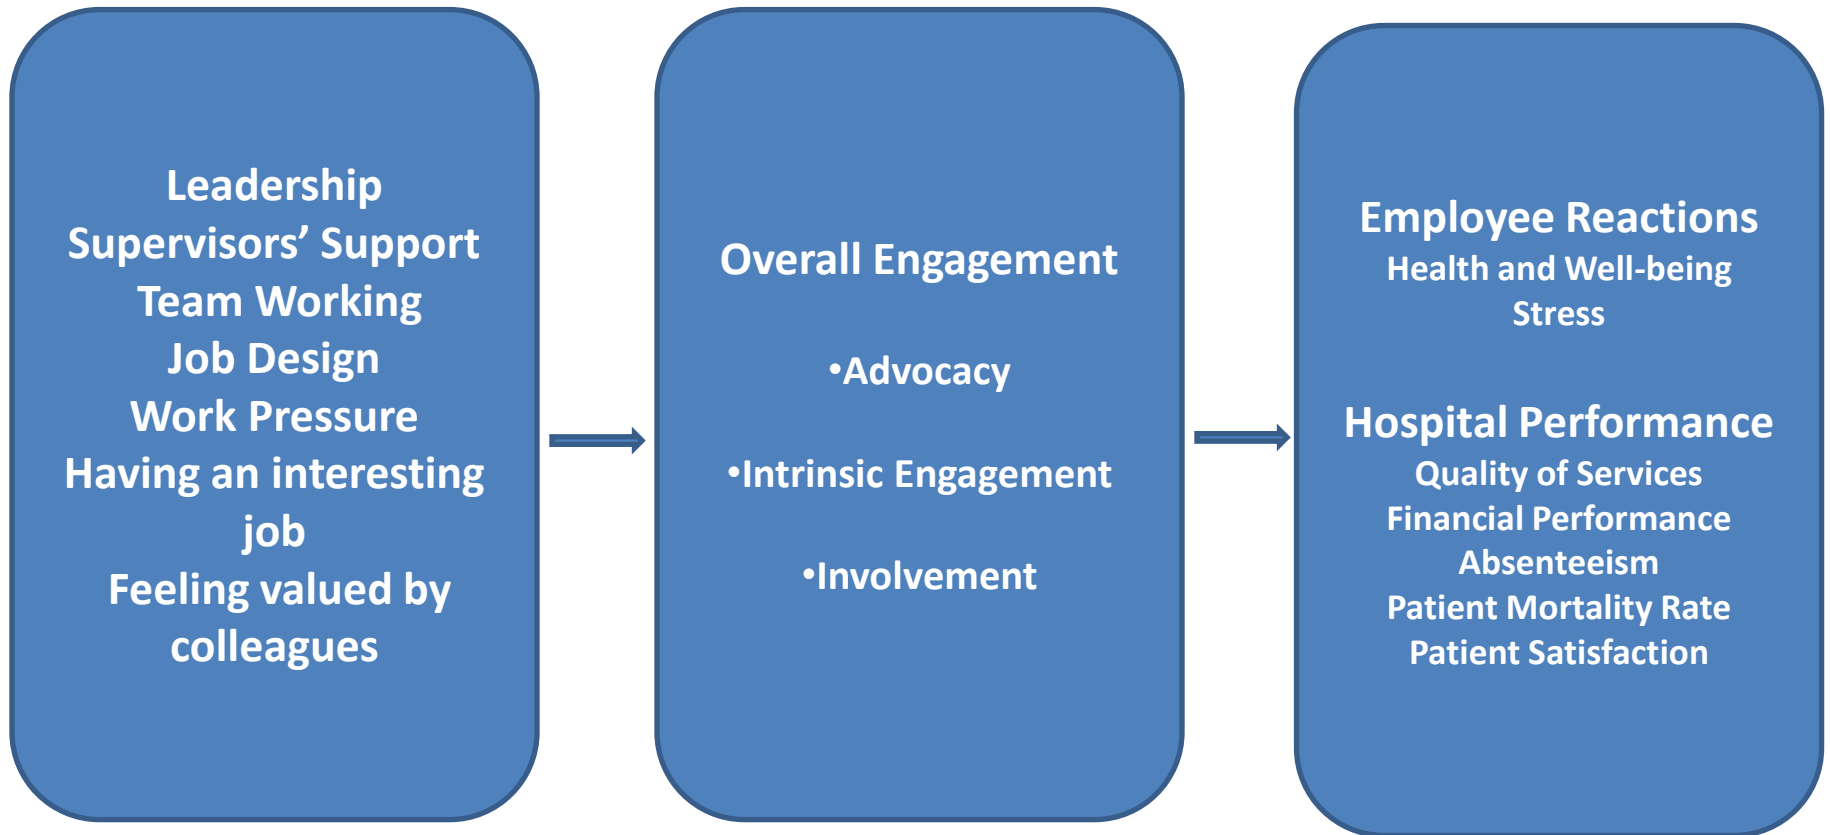 Leadership
Supervisors’ Support
Team Working
Job Design
Work Pressure
Having an interesting
job
Feeling valued by
colleagues
Overall Engagement
•Advocacy
•Intrinsic Engagement
•Involvement
Employee Reactions
Health and Well-being
Stress
Hospital Performance
Quality of Services
Financial Performance
Absenteeism
Patient Mortality Rate
Patient Satisfaction